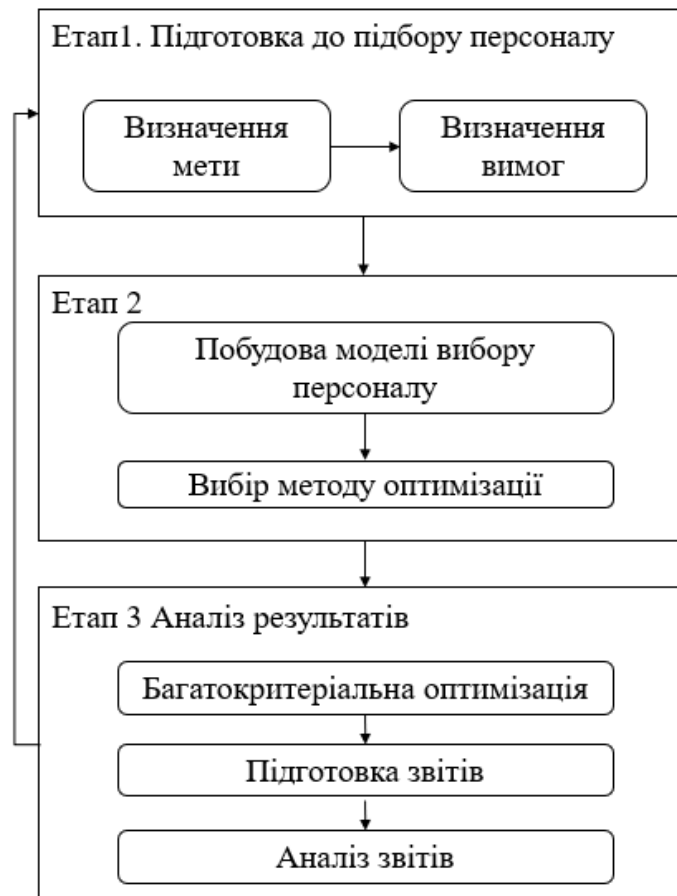 Етап1. Підготовка до підбору персоналу
Визначення
мети
Визначення
вимог
Етап 2
Побудова моделі вибору
персоналу
Вибір методу оптимізації
Етап 3 Аналіз результатів
Багатокритеріальна оптимізація
Підготовка звітів
Аналіз звітів